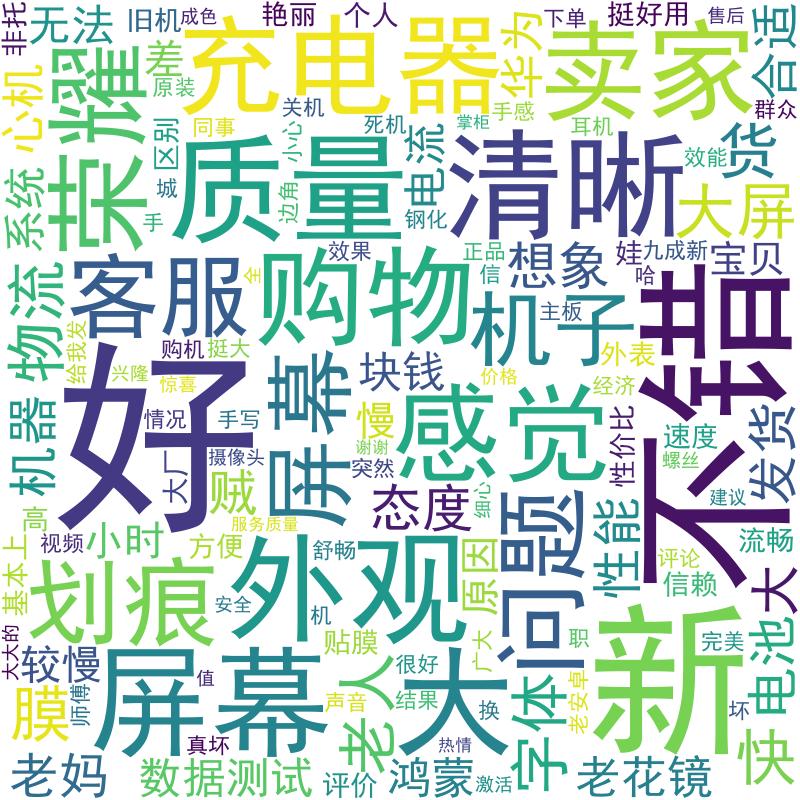 非托
无法
旧机
成色
艳丽
个人
下单
挺好用
售后
合适
荣耀
差
原装
充电器
华为
卖家
心机
关机
手感
群众
同事
小心
死机
掌柜
耳机
区别
质量
电流
清晰
效能
货
系统
城
手
边角
钢化
大屏
物流
客服
全
效果
购物
正品
信
想象
娃
九成新
哈
宝贝
不错
给我发
购机
挺大
机子
主板
外表
兴隆
惊喜
屏幕
块钱
价格
经济
机器
好
情况
手写
慢
谢谢
感觉
性价比
速度
发货
螺丝
大厂
摄像头
贼
突然
态度
细心
建议
高
服务质量
问题
性能
流畅
基本上
视频
小时
方便
舒畅
外观
原因
评论
信赖
大
划痕
安全
机
贴膜
广大
职
新
完美
电池
大大的
较慢
屏幕
值
老人
很好
大
字体
老安卓
膜
师傅
声音
结果
换
坏
快
真坏
热情
老妈
数据测试
评价
鸿蒙
激活
老花镜